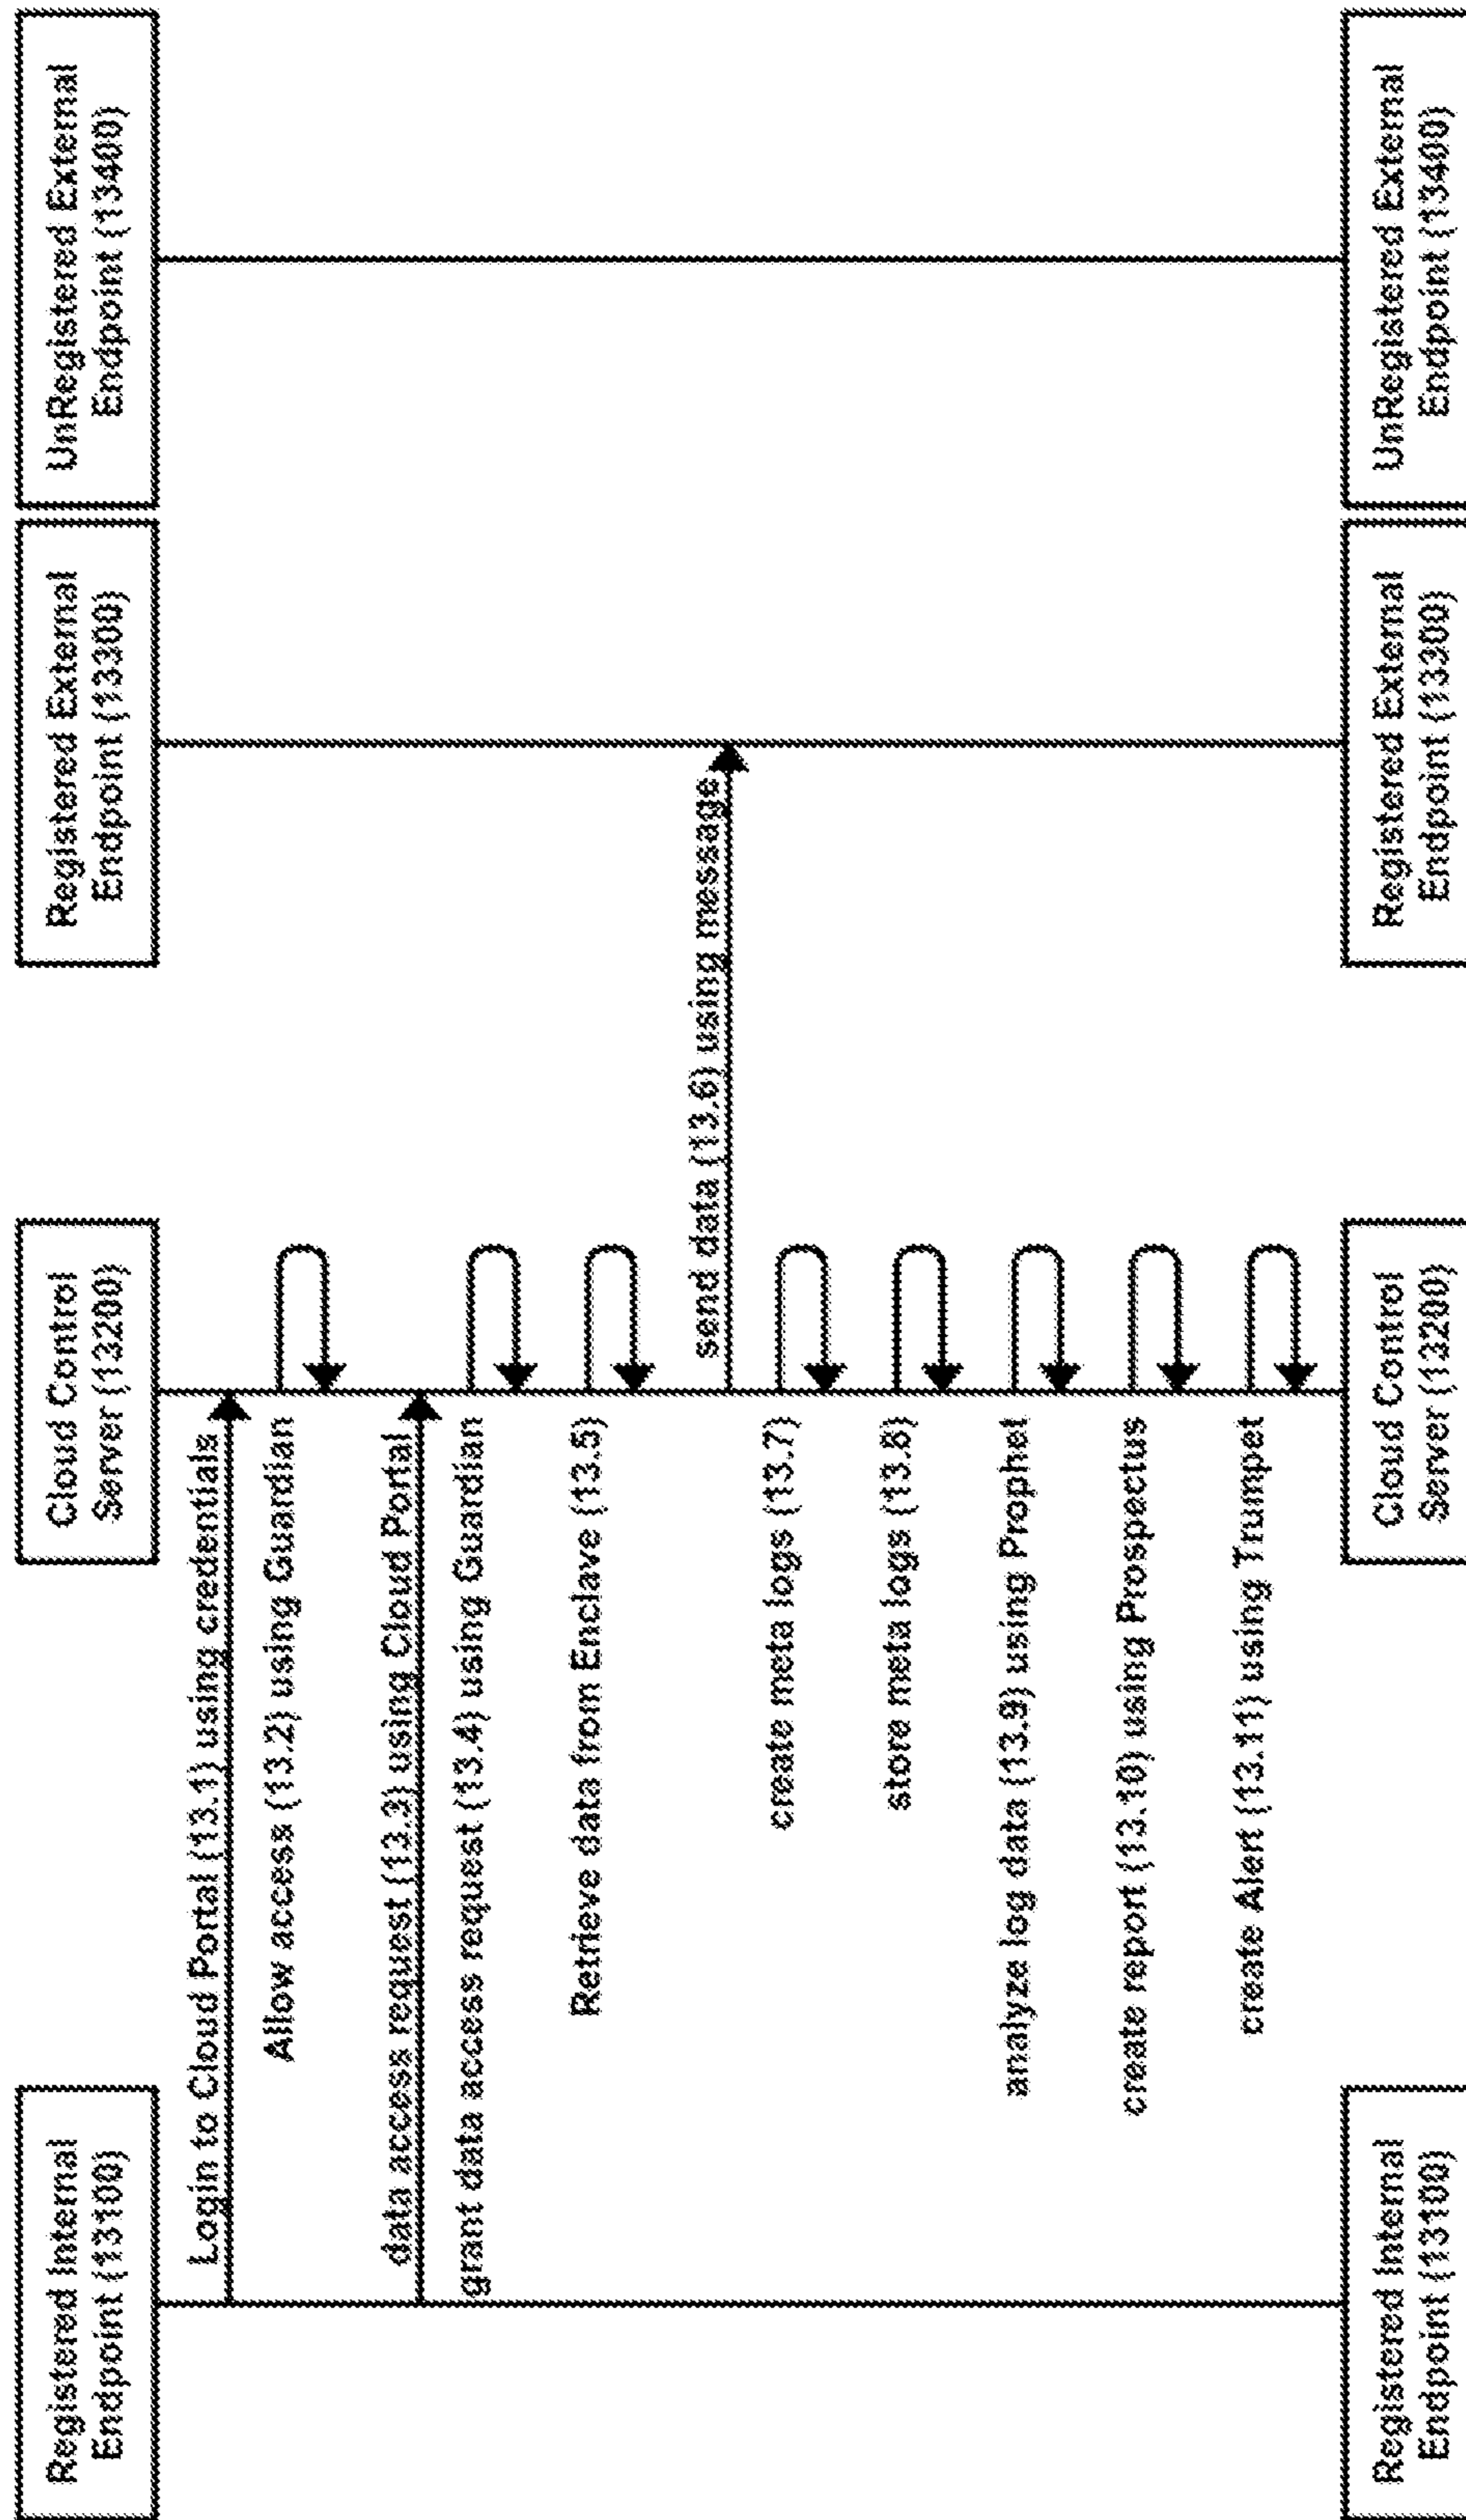 Registered Internal
Endpoint (13100)
Cloud Control
Server (13200)
Registered External
Endpoint (13300)
UnRegistered External
Endpoint (13400)
Login to Cloud Portal (13.1) using credentials
Allow access (13.2) using Guardian
data access request (13.3) using Cloud Portal
grant data access request (13.4) using Guardian
Retrieve data from Enclave (13.5)
send data (13.6) using message
create meta logs (13.7)
store meta logs (13.8)
analyze log data (13.9) using Prophet
create report (13.10) using Prospectus
create Alert (13.11) using Trumpet
Registered Internal
Endpoint (13100)
Cloud Control
Server (13200)
Registered External
Endpoint (13300)
UnRegistered External
Endpoint (13400)